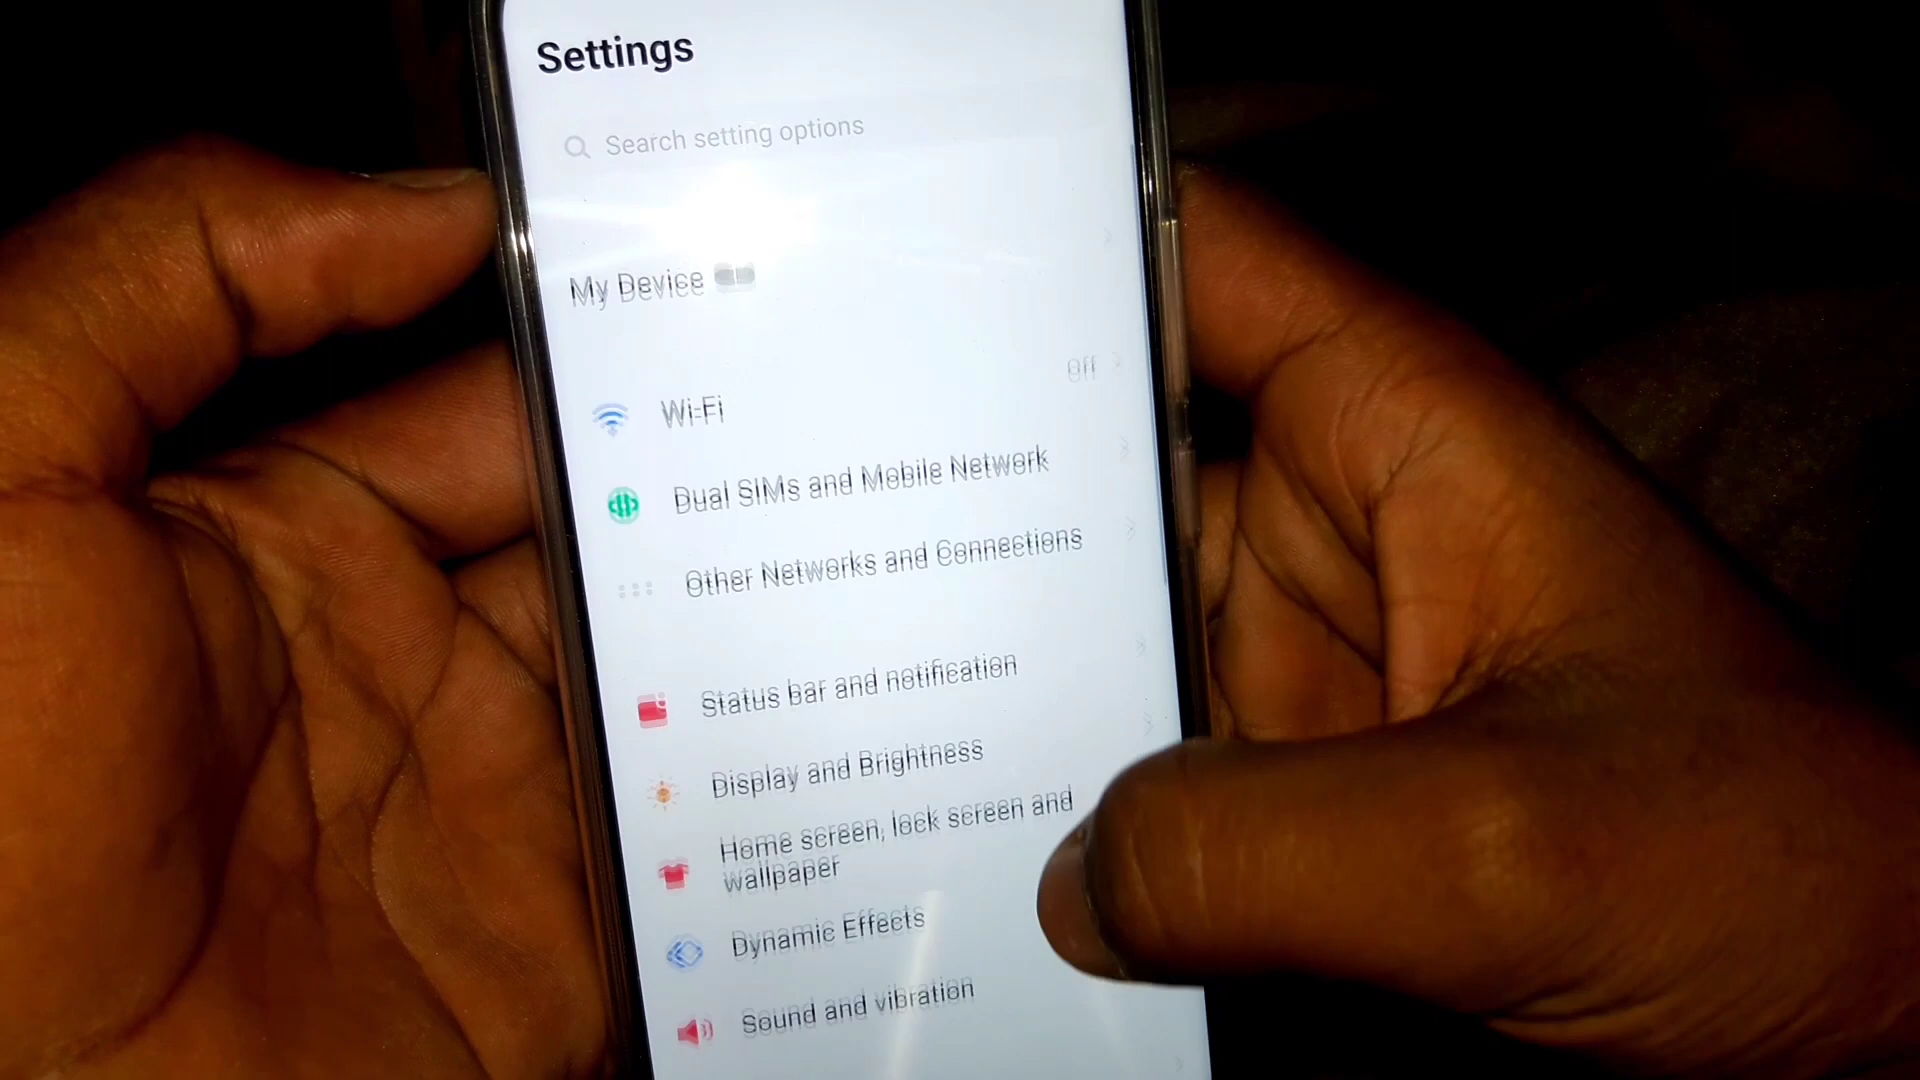 Settings
Search setting options
My Device
Off
Wi-Fi
Dual SIMs and Mobile Network
Other Networks and Connections
Status bar and notification
Display and Brightness
Home screen, lock screen and
wallpaper
Dynamic Effects
Sound and vibration